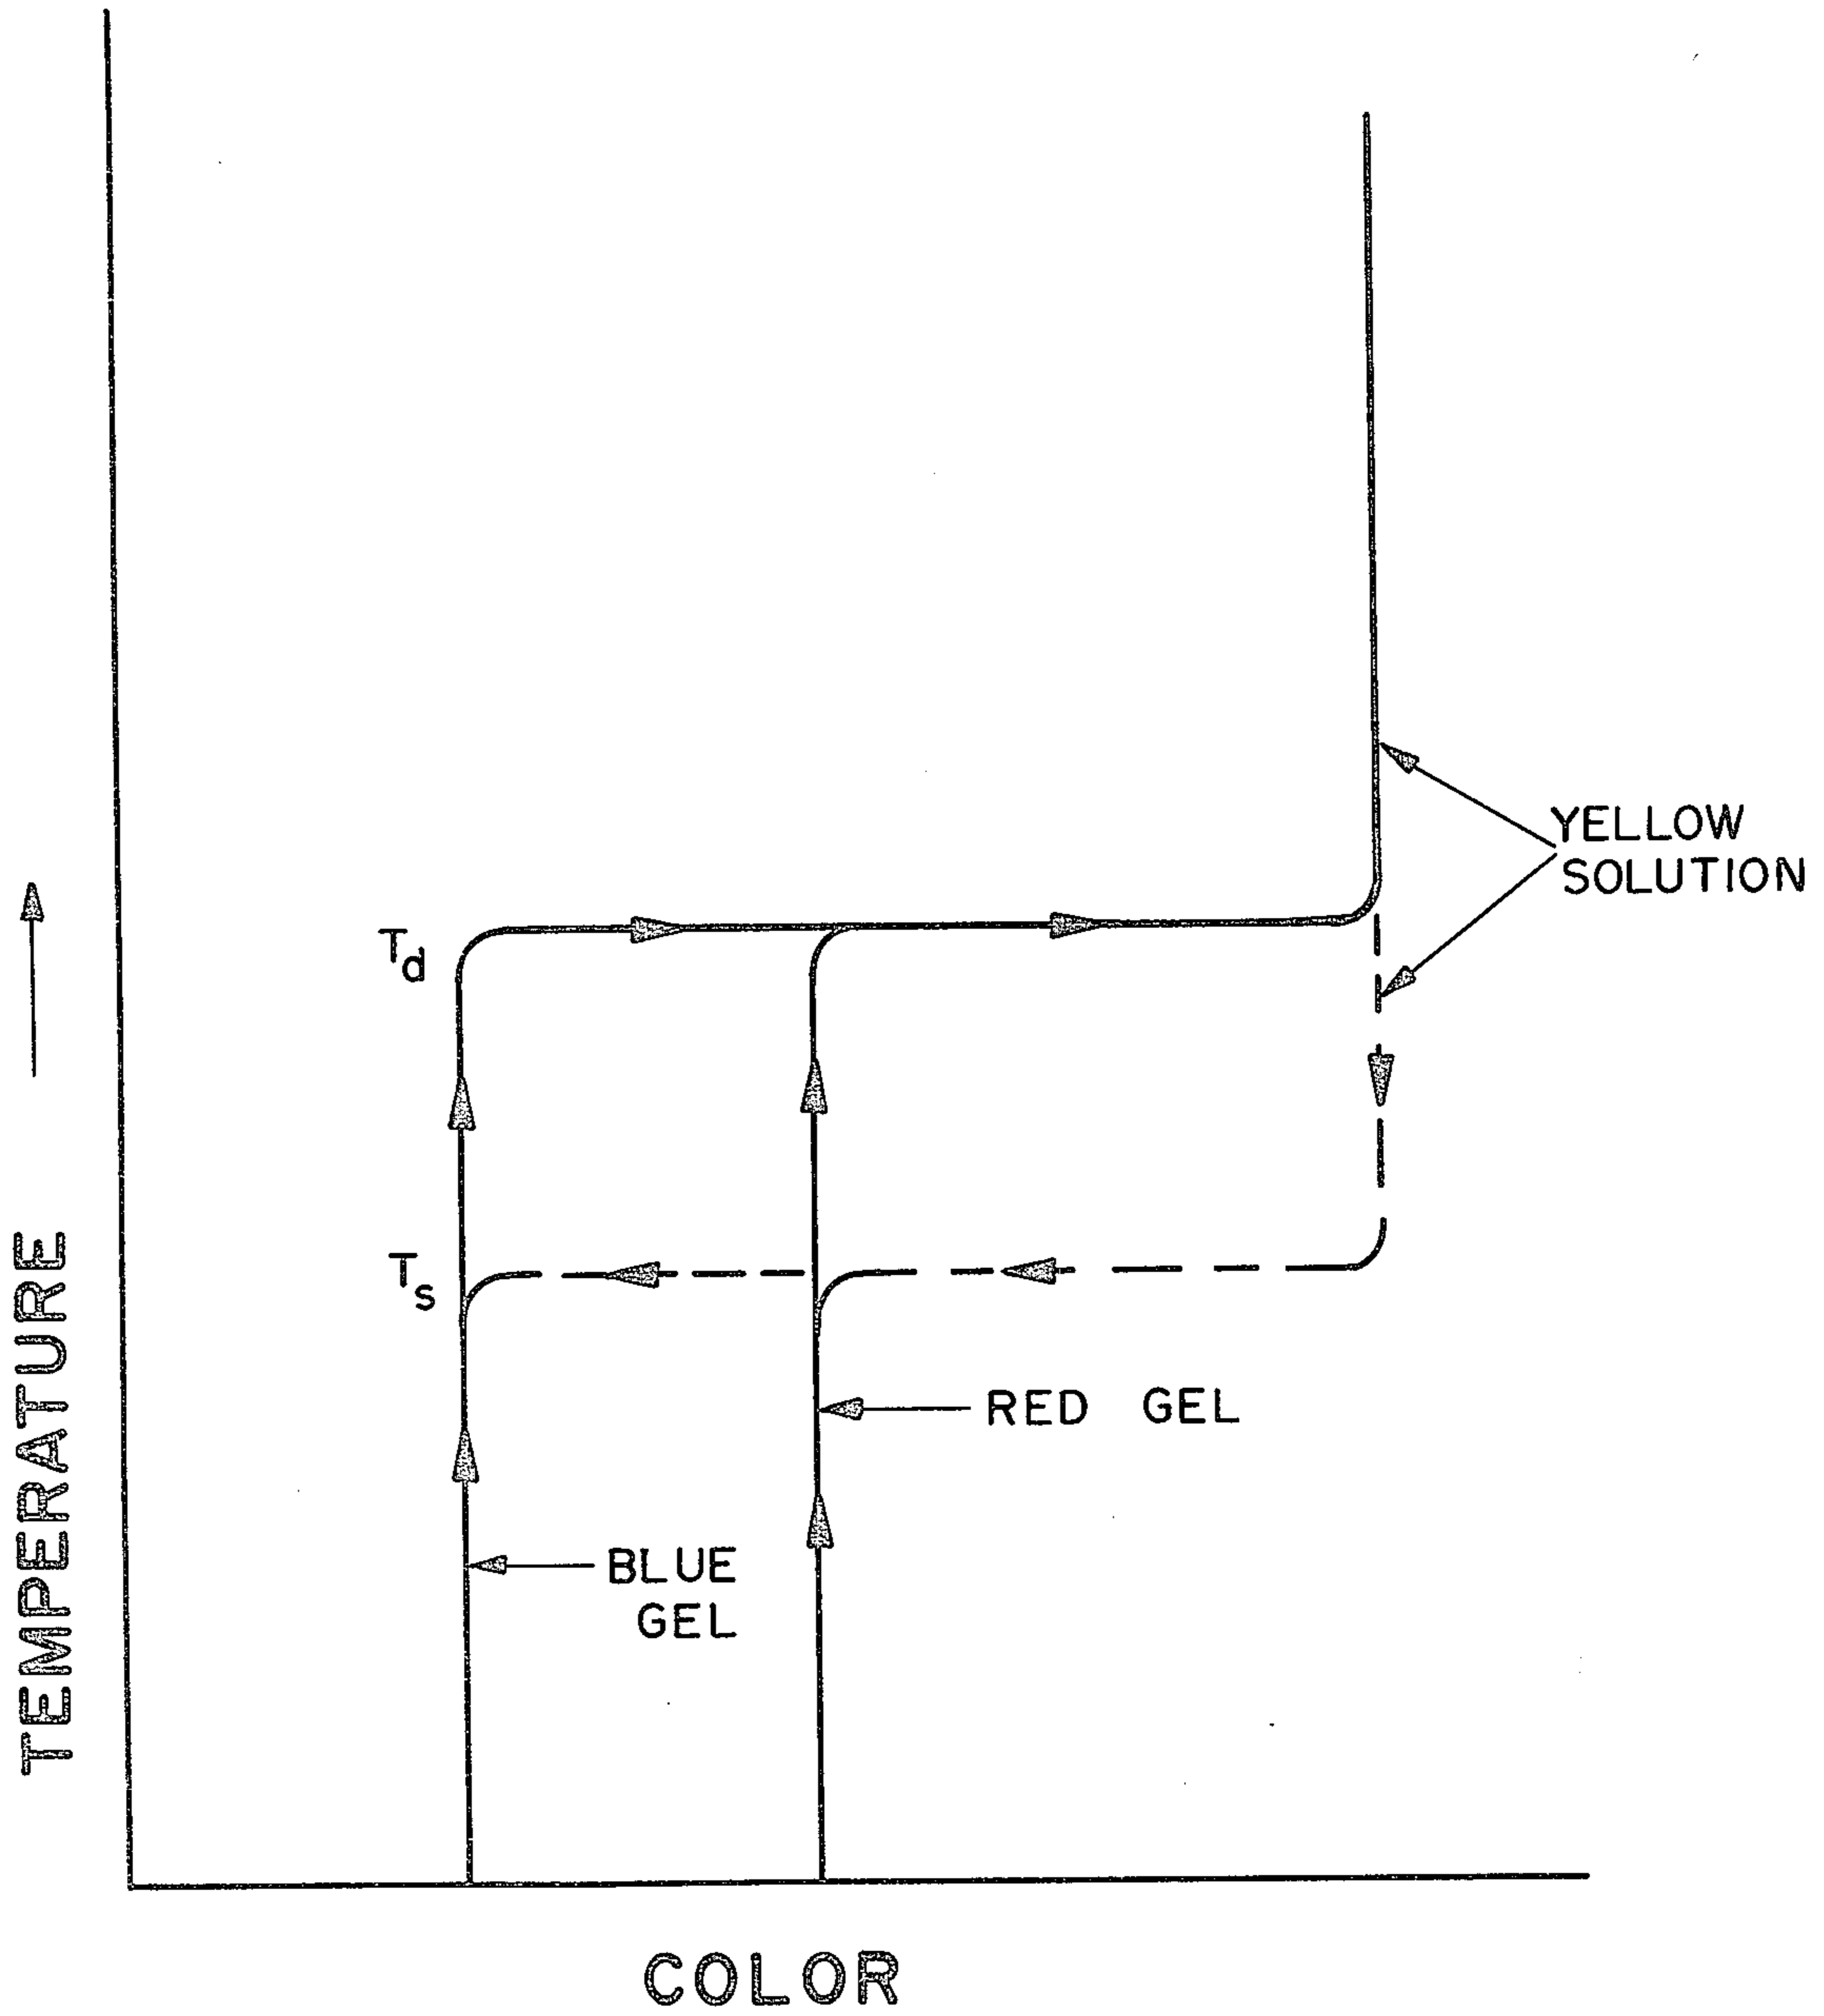 YELLOW
SOLUTION
Td
Ts
RED GEL
BLUE
GEL
TEMPERATURE
COLOR